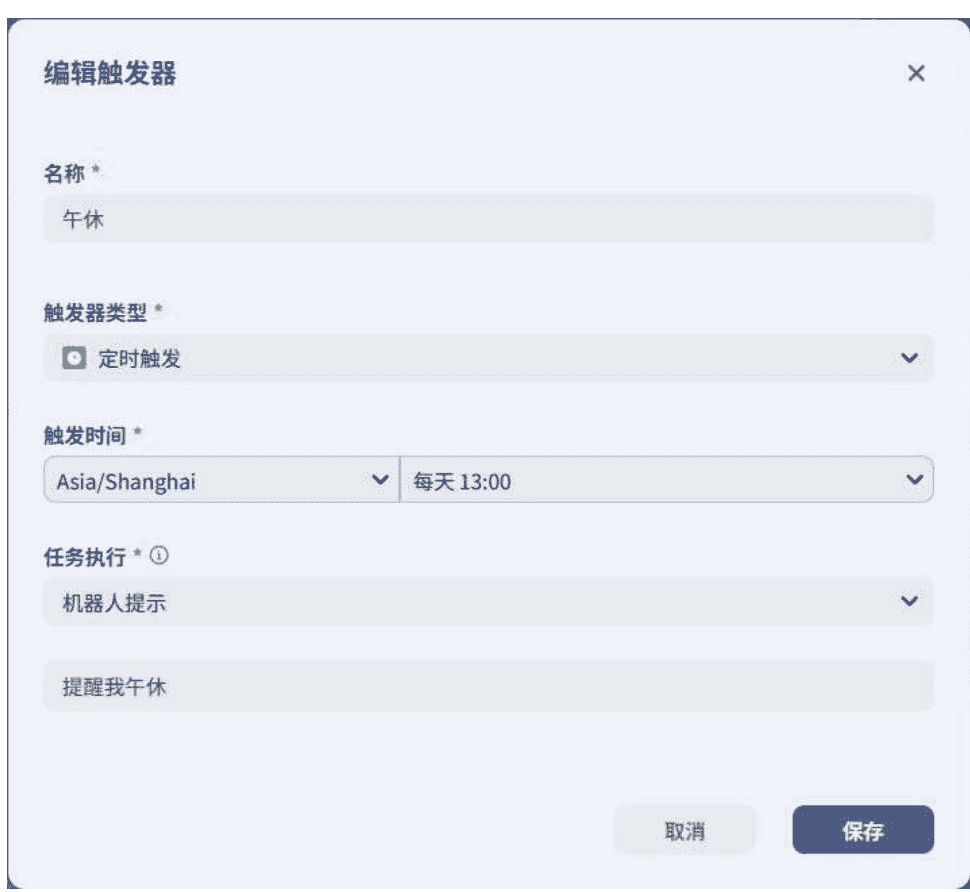 编辑触发器
名称 *
午休
触发器类型 *
定时触发
触发时间 *
Asia/Shanghai
每天 13:00
任务执行 *
机器人提示
提醒我午休
取消
保存